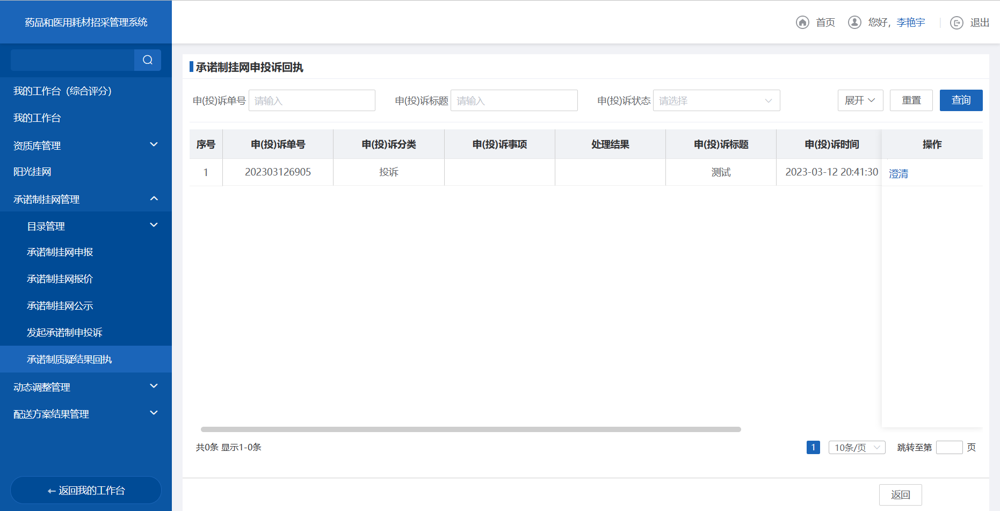 药品和医用耗材招采管理系统
首页
您好，李艳宇
退出
我的工作台（综合评分）
我的工作台
资质库管理
阳光挂网
承诺制挂网管理
目录管理
承诺制挂网申报
承诺制挂网报价
承诺制挂网公示
发起承诺制申投诉
承诺制质疑结果回执
动态调整管理
配送方案结果管理
返回我的工作台
承诺制挂网申投诉回执
申(投)诉单号 请输入 申(投)诉标题 请输入 申(投)诉状态 请选择 展开 重置 查询
序号 申(投)诉单号 申(投)诉分类 申(投)诉事项 处理结果 申(投)诉标题 申(投)诉时间 操作
1 202303126905 投诉 测试 2023-03-12 20:41:30 澄清
共0条 显示1-0条
1 10条/页 跳转至第 页
返回